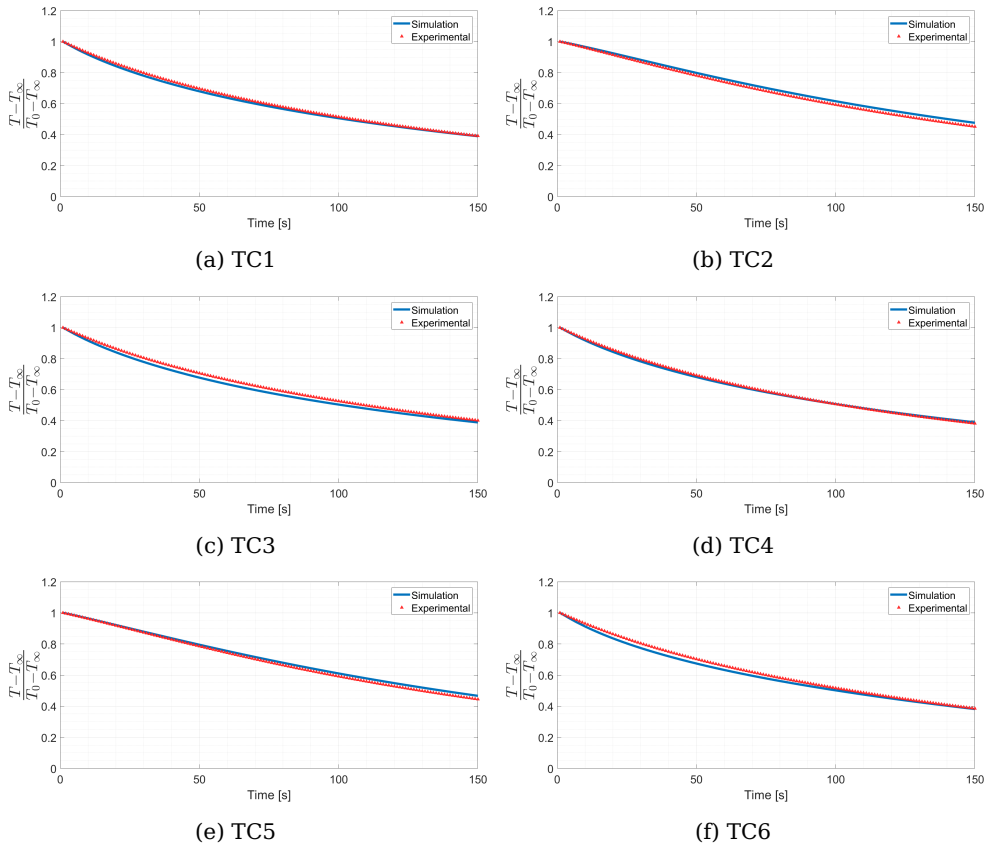 1.2
1
0.8
0.6
0.4
0.2
0
T − T∞
T0 − T∞
Simulation
Experimental
0 50 100 150
Time [s]
(a) TC1
1.2
1
0.8
0.6
0.4
0.2
0
T − T∞
T0 − T∞
Simulation
Experimental
0 50 100 150
Time [s]
(b) TC2
1.2
1
0.8
0.6
0.4
0.2
0
T − T∞
T0 − T∞
Simulation
Experimental
0 50 100 150
Time [s]
(c) TC3
1.2
1
0.8
0.6
0.4
0.2
0
T − T∞
T0 − T∞
Simulation
Experimental
0 50 100 150
Time [s]
(d) TC4
1.2
1
0.8
0.6
0.4
0.2
0
T − T∞
T0 − T∞
Simulation
Experimental
0 50 100 150
Time [s]
(e) TC5
1.2
1
0.8
0.6
0.4
0.2
0
T − T∞
T0 − T∞
Simulation
Experimental
0 50 100 150
Time [s]
(f) TC6